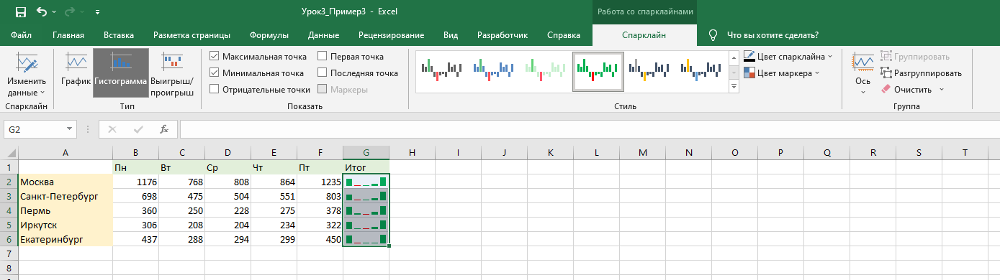 Урок3_Пример3 - Excel
Работа со спарклайнами
Файл Главная Вставка Разметка страницы Формулы Данные Рецензирование Вид Разработчик Справка Спарклайн Что вы хотите сделать?
Изменить данные
График
Гистограмма
Выигрыш/проигрыш
Максимальная точка
Минимальная точка
Отрицательные точки
Первая точка
Последняя точка
Маркеры
Цвет спарклайна
Цвет маркера
Ось
Группировать
Разгруппировать
Очистить
Спарклайн Тип Показать Стиль Группа
G2 fx
A B C D E F G H I J K L M N O P Q R S T
1 Пн Вт Ср Чт Пт Итог
2 Москва 1176 768 808 864 1235
3 Санкт-Петербург 698 475 504 551 803
4 Пермь 360 250 228 275 378
5 Иркутск 306 208 204 234 322
6 Екатеринбург 437 288 294 299 450
7
8